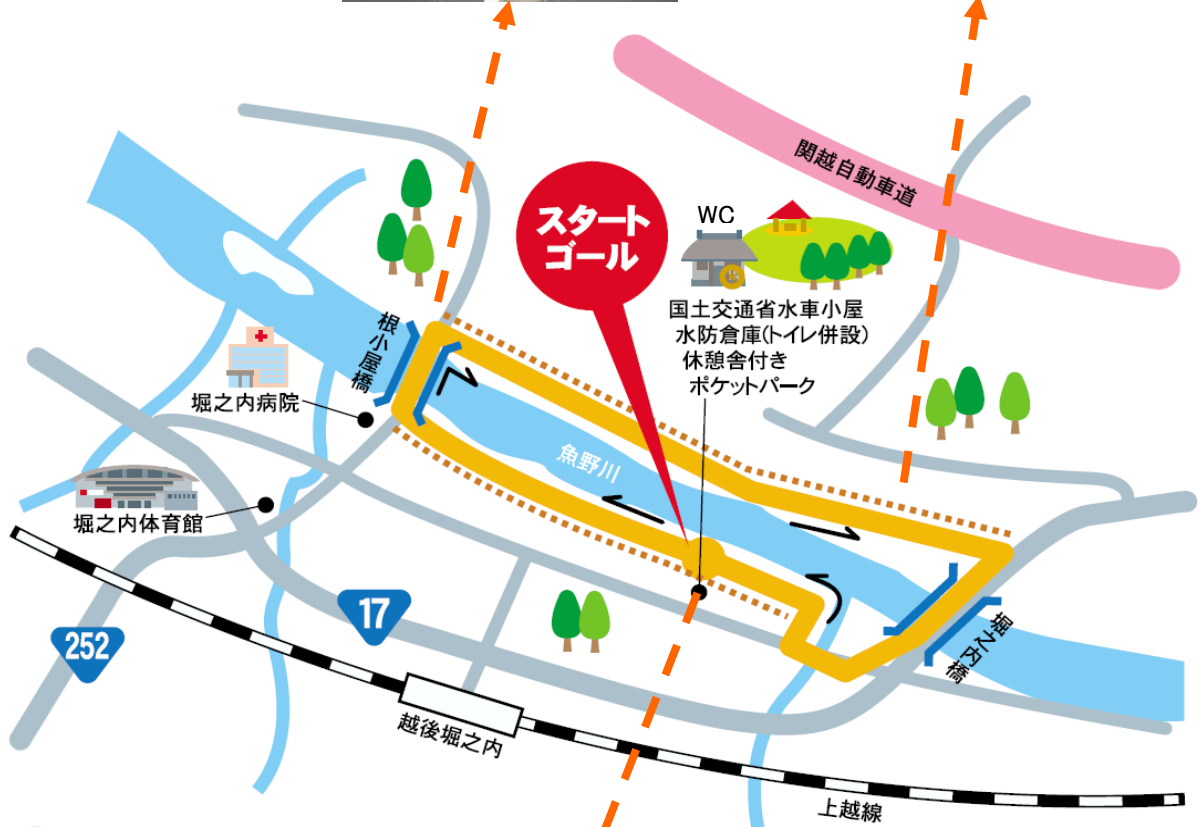 関越自動車道
スタート
ゴール
WC
国土交通省水車小屋
水防倉庫(トイレ併設)
休憩舎付き
ポケットパーク
根小屋橋
堀之内病院
魚野川
堀之内体育館
17
252
堀之内橋
越後堀之内
上越線